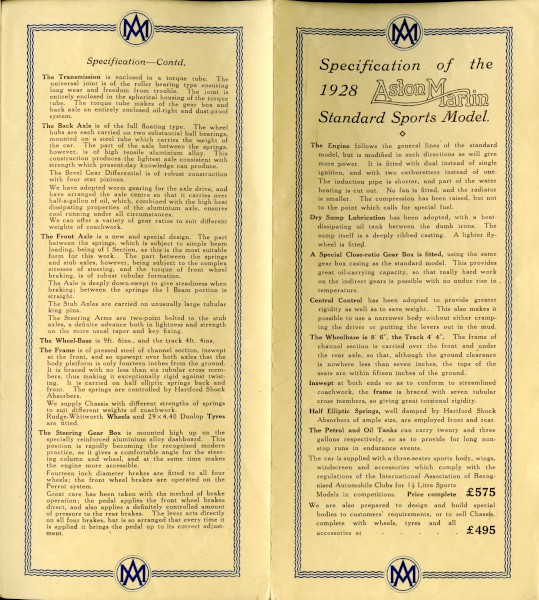 AM
Specification—Contd.
The Transmission is enclosed in a torque tube. The
universal joint is of the roller bearing type ensuring
long wear and freedom from trouble. The joint is
entirely enclosed in the spherical housing of the torque
tube. The torque tube makes of the gear box and
back axle an entirely enclosed oil-tight and dust-proof
system.
The Back Axle is of the full floating type. The wheel
hubs are each carried on two substantial ball bearings,
mounted on a steel tube which carries the weight of
the car. The part of the axle between the springs,
however, is of high tensile aluminium alloy. This
construction produces the lightest axle consistent with
strength which present-day knowledge can produce.
The Bevel Gear Differential is of robust construction
with four star pinions.
We have adopted worm gearing for the axle drive, and
have arranged the axle centre so that it carries over
half-a-gallon of oil, which, combined with the high heat
dissipating properties of the aluminium axle, ensures
cool running under all circumstances.
We can offer a variety of gear ratios to suit different
weights of coachwork.
The Front Axle is a new and special design. The part
between the springs, which is subject to simple beam
loading, being of I Section, as this is the most suitable
form for this work. The part between the springs
and stub axles, however, being subject to the complex
stresses of steering, and the torque of front wheel
braking, is of robust tubular formation.
The Axle is deeply down-swept to give steadiness when
braking; between the springs the I Beam portion is
straight.
The Stub Axles are carried on unusually large tubular
king pins.
The Steering Arms are two-point bolted to the stub
axles, a definite advance both in lightness and strength
on the more usual taper and key fixing.
The Wheel-Base is 9ft. 6ins., and the track 4ft. 4ins.
The Frame is of pressed steel of channel section, inswept
at the front, and so upswept over both axles that the
body platform is only fourteen inches from the ground.
It is braced with no less than six tubular cross mem-
bers, thus making it exceptionally rigid against twist-
ing. It is carried on half elliptic springs back and
front. The springs are controlled by Hartford Shock
Absorbers.
We supply Chassis with different strengths of springs
to suit different weights of coachwork.
Rudge-Whitworth Wheels and 29 x 4.40 Dunlop Tyres
are fitted.
The Steering Gear Box is mounted high up on the
specially reinforced aluminium alloy dashboard. This
position is rapidly becoming the recognised modern
practice, as it gives a comfortable angle for the steer-
ing column and wheel, and at the same time makes
the engine more accessible.
Fourteen inch diameter brakes are fitted to all four
wheels; the front wheel brakes are operated on the
Perrot system.
Great care has been taken with the method of brake
operation; the pedal applies the front wheel brakes
direct, and also applies a definitely controlled amount
of pressure to the rear brakes. The lever acts directly
on all four brakes, but is so arranged that every time it
is applied it brings the pedal up to its correct adjust-
ment.
AM
AM
Specification of the
1928 Aston Martin
Standard Sports Model.
The Engine follows the general lines of the standard
model, but is modified in such directions as will give
more power. It is fitted with dual instead of single
ignition, and with two carburetters instead of one.
The induction pipe is shorter, and part of the water
heating is cut out. No fan is fitted, and the radiator
is smaller. The compression has been raised, but not
to the point which calls for special fuel.
Dry Sump Lubrication has been adopted, with a heat-
dissipating oil tank between the dumb irons. The
sump itself is a deeply ribbed casting. A lighter fly-
wheel is fitted.
A Special Close-ratio Gear Box is fitted, using the same
gear box casing as the standard model. This provides
great oil-carrying capacity, so that really hard work
on the indirect gears is possible with no undue rise in
temperature.
Central Control has been adopted to provide greater
rigidity as well as to save weight. This also makes it
possible to use a narrower body without either cramp-
ing the driver or putting the levers out in the mud.
The Wheelbase is 8' 6", the Track 4' 4". The frame of
channel section is carried over the front and under
the rear axle, so that, although the ground clearance
is nowhere less than seven inches, the tops of the
seats are within fifteen inches of the ground.
Inswept at both ends so as to conform to streamlined
coachwork, the frame is braced with seven tubular
cross members, so giving great torsional rigidity.
Half Elliptic Springs, well damped by Hartford Shock
Absorbers of ample size, are employed front and rear.
The Petrol and Oil Tanks can carry twenty and three
gallons respectively, so as to provide for long non-
stop runs in endurance events.
The car is supplied with a three-seater sports body, wings,
windscreen and accessories which comply with the
regulations of the International Association of Recog-
nised Automobile Clubs for 1½ Litre Sports
Models in competitions. Price complete £575
We are also prepared to design and build special
bodies to customers' requirements, or to sell Chassis,
complete with wheels, tyres and all
accessories at - - - - £495
AM